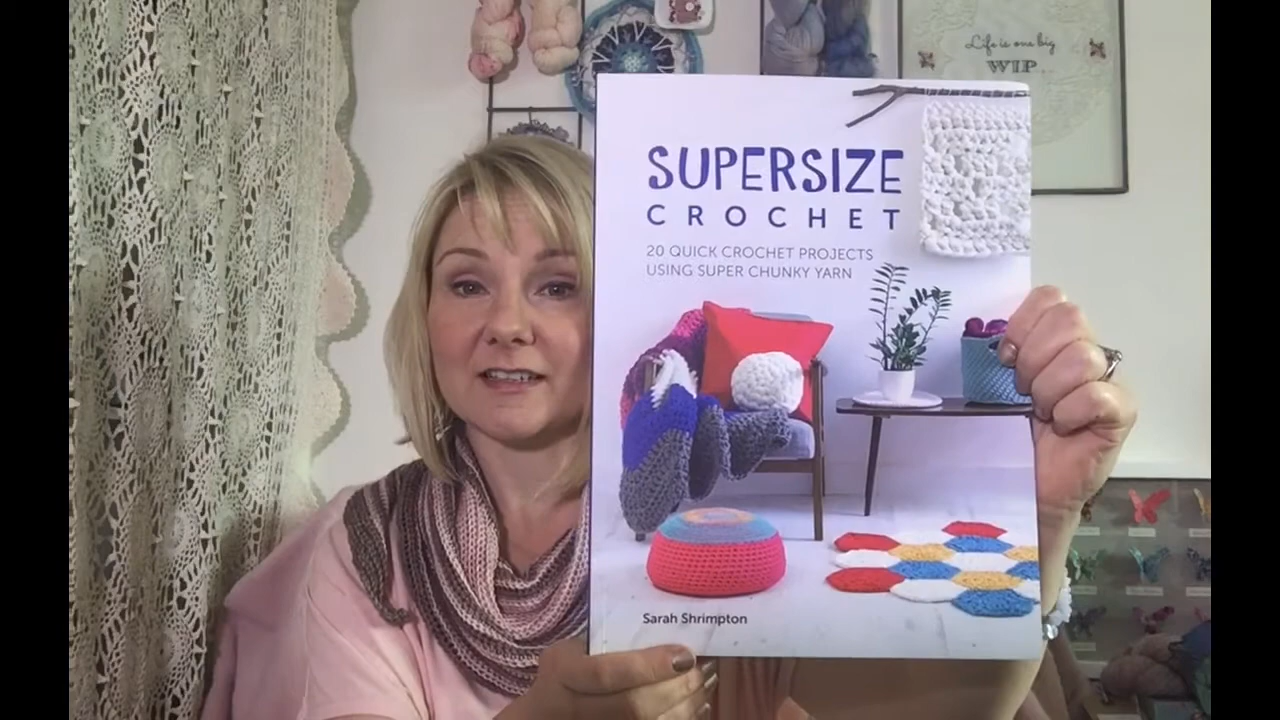 Life is one big
WIP...
SUPERSIZE
CROCHET
20 QUICK CROCHET PROJECTS
USING SUPER CHUNKY YARN
Sarah Shrimpton